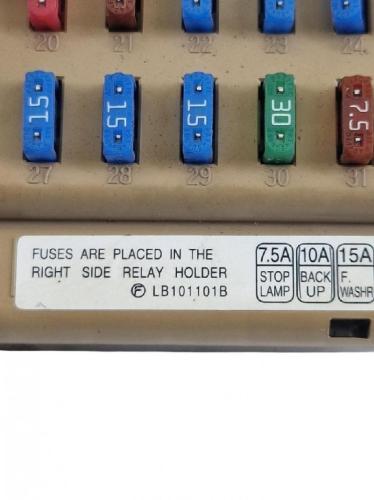 20 21 22 23 24
15 15 15 30 7.5
27 28 29 30 31
FUSES ARE PLACED IN THE
RIGHT SIDE RELAY HOLDER
F LB101101B
7.5A 10A 15A
STOP BACK F.
LAMP UP WASHR